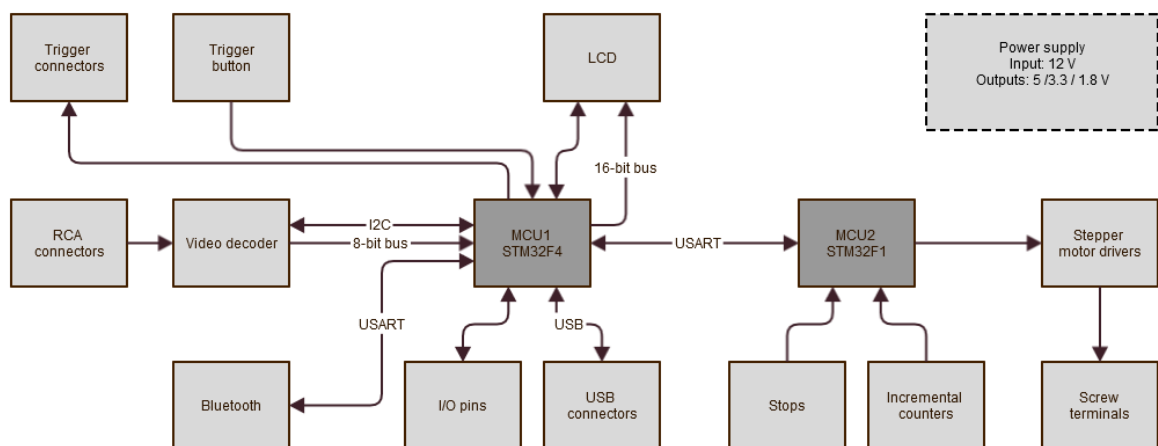 Trigger
connectors
Trigger
button
LCD
Power supply
Input: 12 V
Outputs: 5 /3.3 / 1.8 V
16-bit bus
RCA
connectors
Video decoder
I2C
8-bit bus
MCU1
STM32F4
USART
MCU2
STM32F1
Stepper
motor drivers
USART
USB
Bluetooth
I/O pins
USB
connectors
Stops
Incremental
counters
Screw
terminals